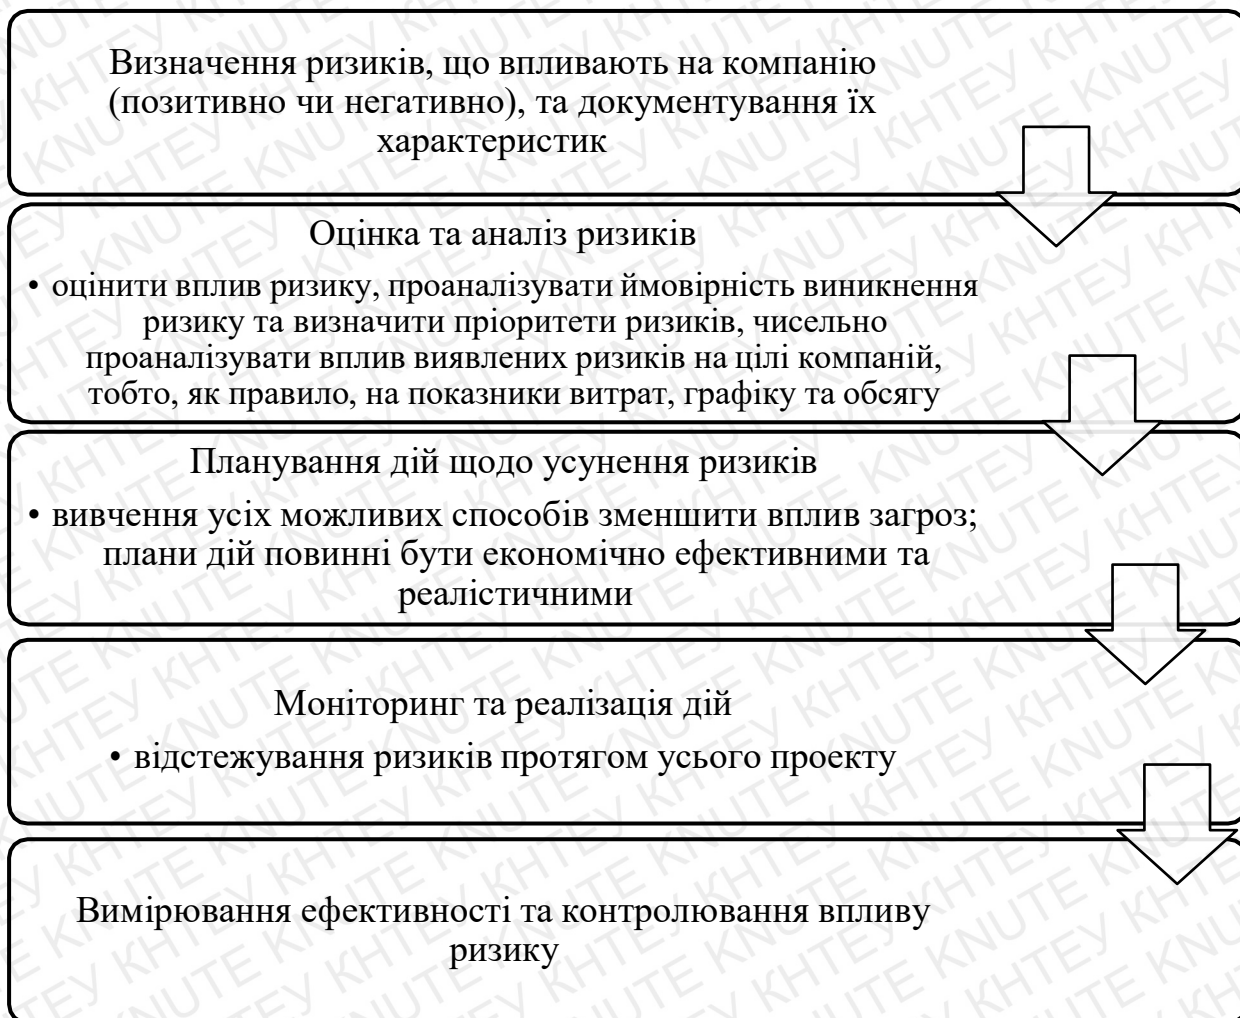 Визначення ризиків, що впливають на компанію
(позитивно чи негативно), та документування їх
характеристик
Оцінка та аналіз ризиків
• оцінити вплив ризику, проаналізувати ймовірність виникнення
ризику та визначити пріоритети ризиків, чисельно
проаналізувати вплив виявлених ризиків на цілі компаній,
тобто, як правило, на показники витрат, графіку та обсягу
Планування дій щодо усунення ризиків
• вивчення усіх можливих способів зменшити вплив загроз;
плани дій повинні бути економічно ефективними та
реалістичними
Моніторинг та реалізація дій
• відстежування ризиків протягом усього проекту
Вимірювання ефективності та контролювання впливу
ризику